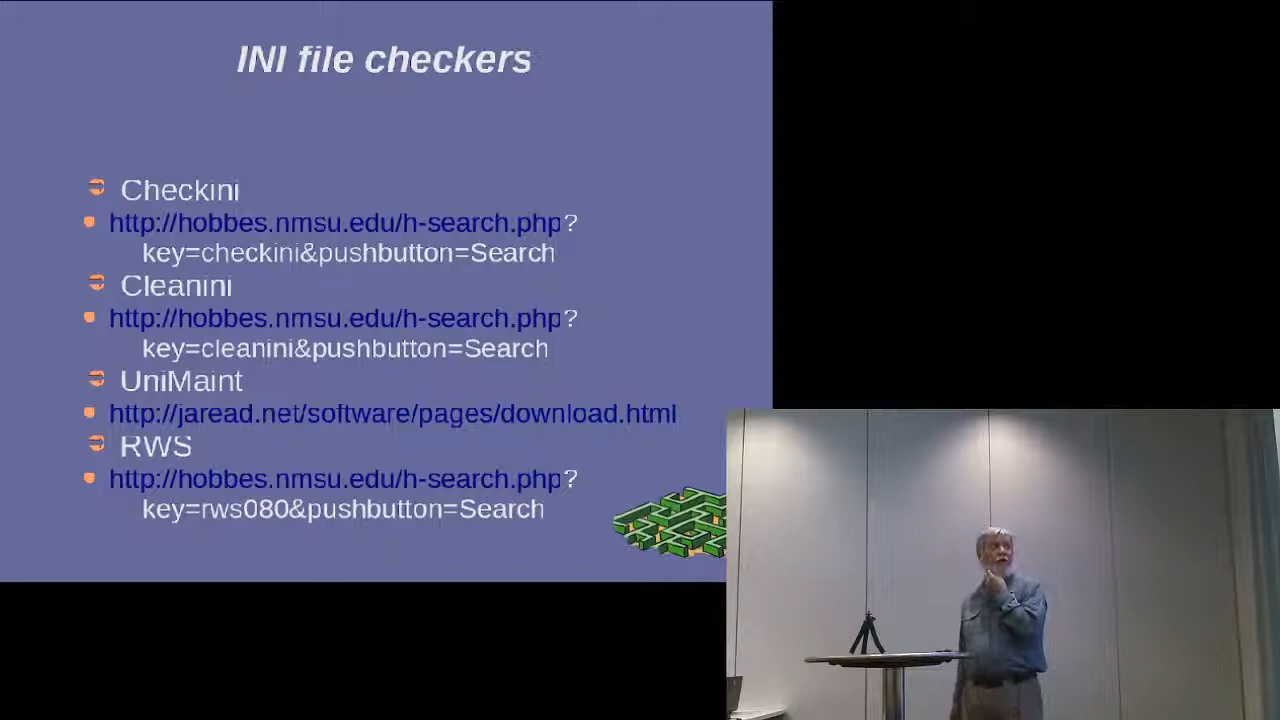 INI file checkers
Checkini
http://hobbes.nmsu.edu/h-search.php?
key=checkini&pushbutton=Search
Cleanini
http://hobbes.nmsu.edu/h-search.php?
key=cleanini&pushbutton=Search
UniMaint
http://jaread.net/software/pages/download.html
RWS
http://hobbes.nmsu.edu/h-search.php?
key=rws080&pushbutton=Search